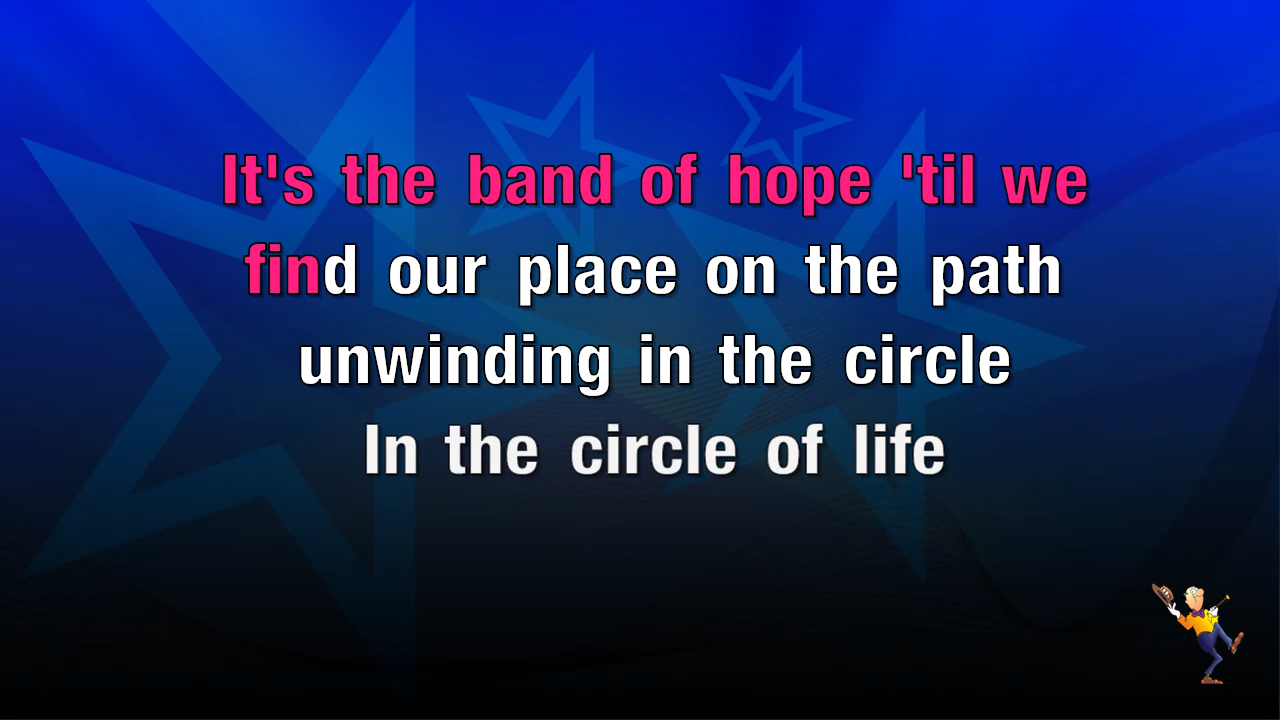 It's the band of hope 'til we
find our place on the path
unwinding in the circle
In the circle of life